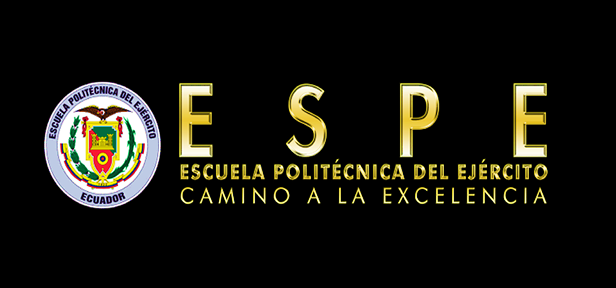 ESCUELA POLITÉCNICA DEL EJÉRCITO
ECUADOR
ESPE
ESCUELA POLITÉCNICA DEL EJÉRCITO
CAMINO A LA EXCELENCIA